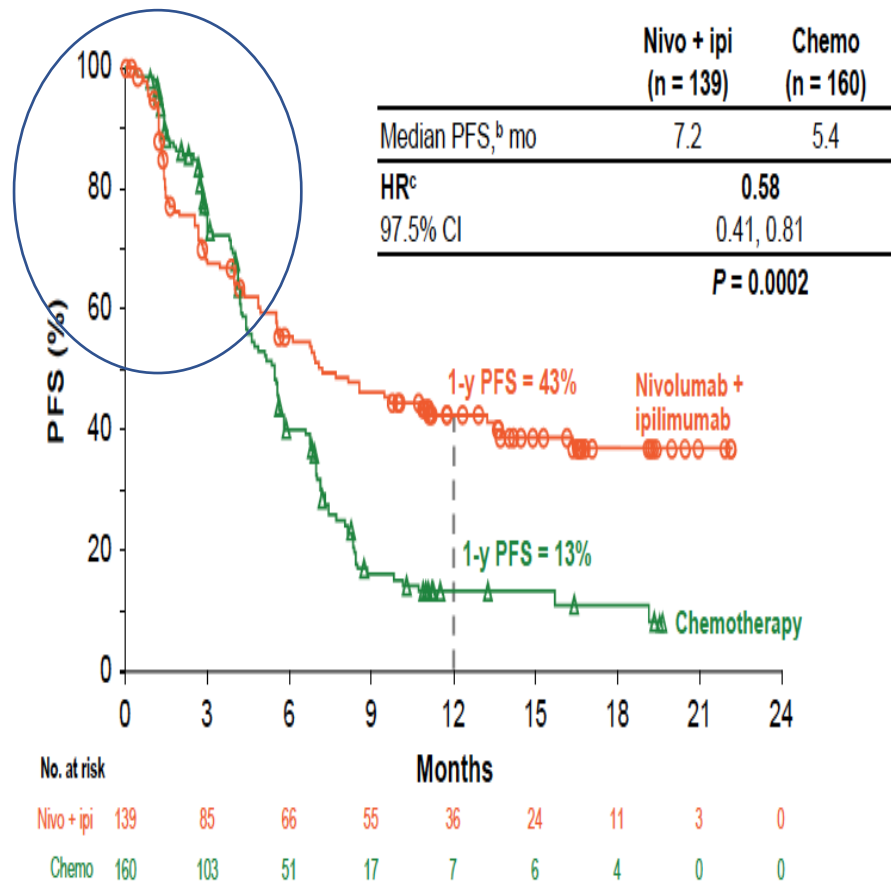 Nivo + ipi Chemo
(n = 139) (n = 160)
Median PFS,ᵇ mo 7.2 5.4
HRᶜ 0.58
97.5% CI 0.41, 0.81
P = 0.0002
PFS (%)
100
80
60
40
20
0
1-y PFS = 43%
Nivolumab +
ipilimumab
1-y PFS = 13%
Chemotherapy
0 3 6 9 12 15 18 21 24
No. at risk Months
Nivo + ipi 139 85 66 55 36 24 11 3 0
Chemo 160 103 51 17 7 6 4 0 0